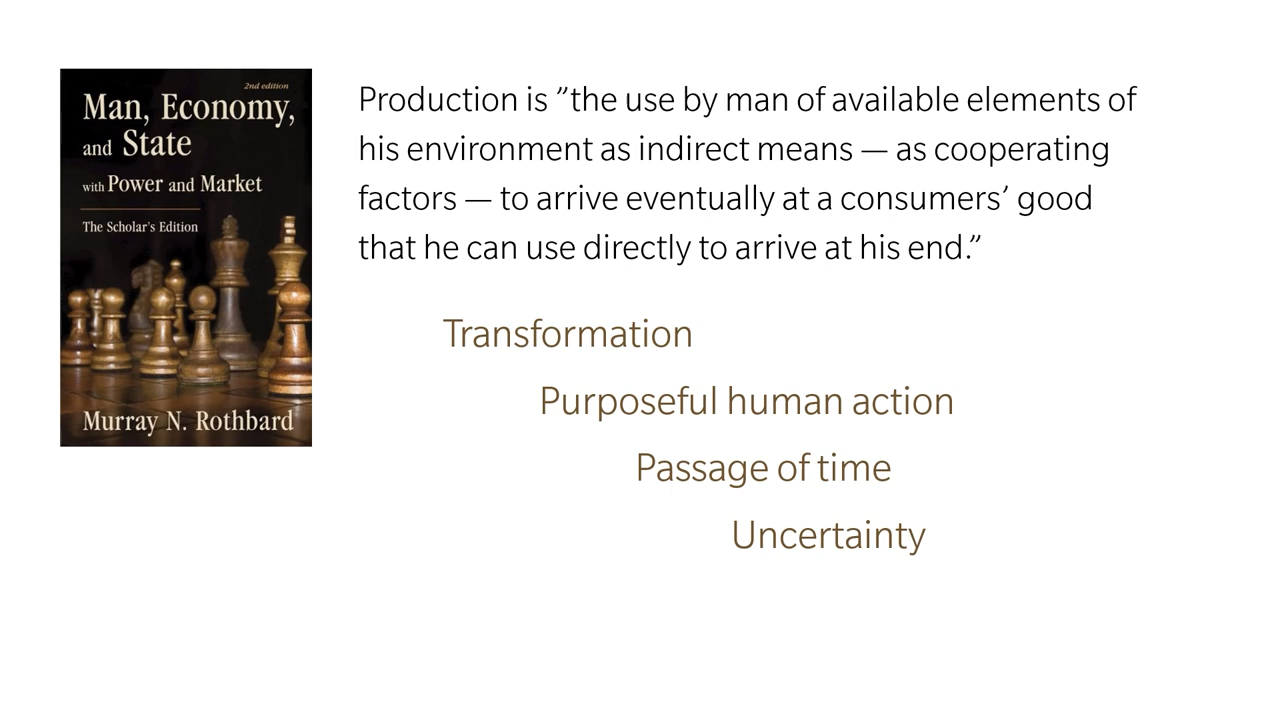 2nd edition
Man, Economy,
and State
with Power and Market
The Scholar's Edition
Murray N. Rothbard
Production is ”the use by man of available elements of
his environment as indirect means — as cooperating
factors — to arrive eventually at a consumers’ good
that he can use directly to arrive at his end.”
Transformation
Purposeful human action
Passage of time
Uncertainty